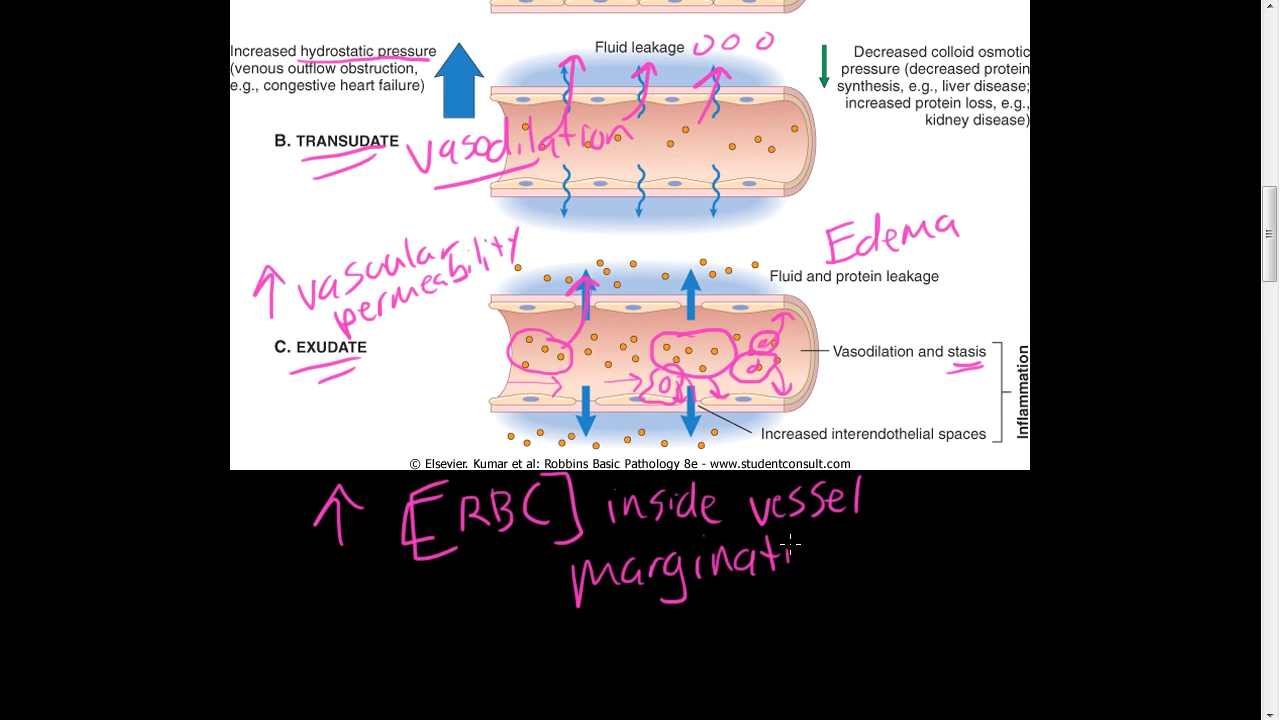 Fluid leakage
Increased hydrostatic pressure
(venous outflow obstruction,
e.g., congestive heart failure)
Decreased colloid osmotic
pressure (decreased protein
synthesis, e.g., liver disease;
increased protein loss, e.g.,
kidney disease)
B. TRANSUDATE
vasodilation
Edema
↑ vascular
permeability
Fluid and protein leakage
C. EXUDATE
Vasodilation and stasis
Inflammation
Increased interendothelial spaces
© Elsevier. Kumar et al: Robbins Basic Pathology 8e - www.studentconsult.com
↑ [RBC] inside vessel
marginati